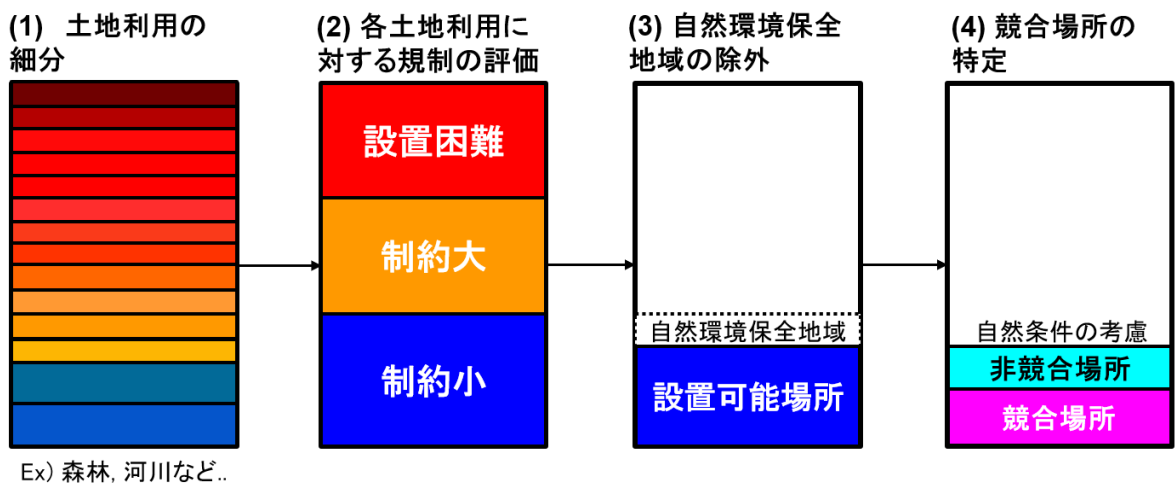 (1) 土地利用の
細分
(2) 各土地利用に
対する規制の評価
(3) 自然環境保全
地域の除外
(4) 競合場所の
特定
設置困難
制約大
制約小
自然環境保全地域
設置可能場所
自然条件の考慮
非競合場所
競合場所
Ex) 森林, 河川など..